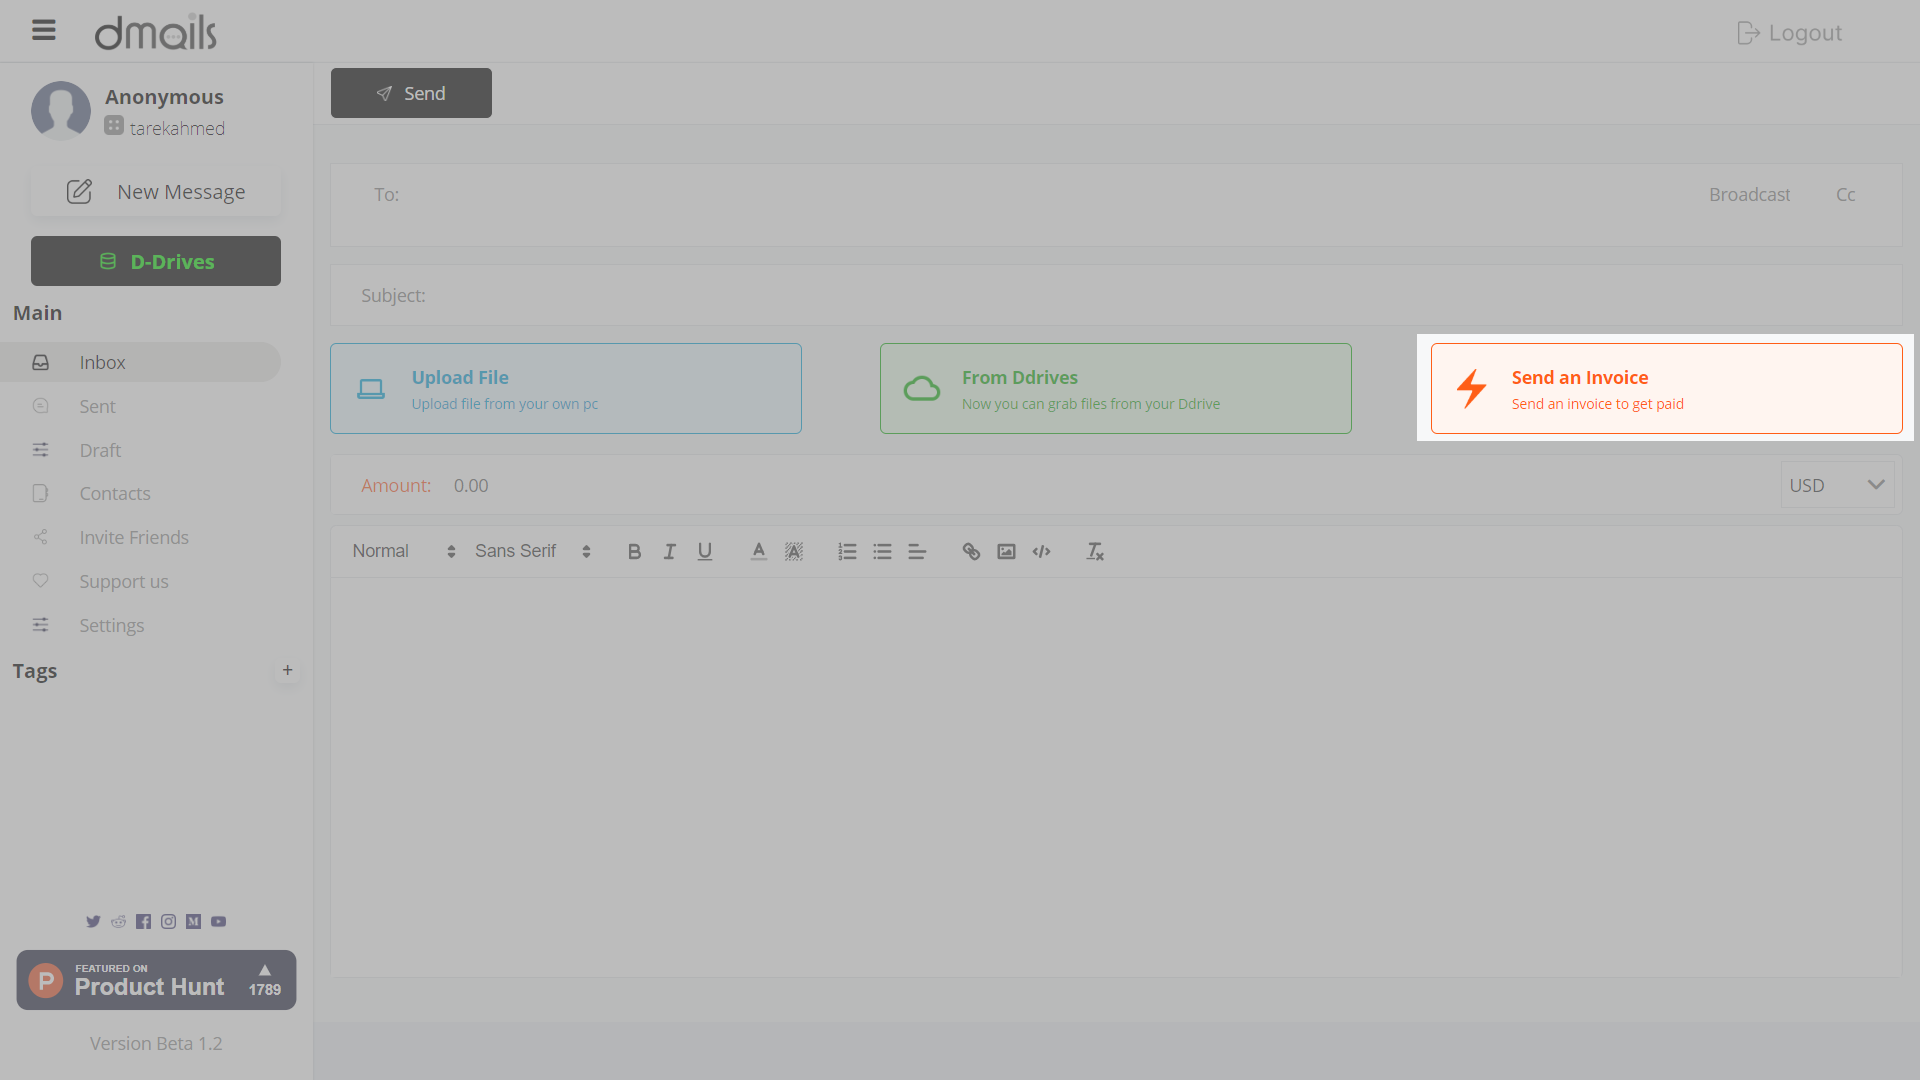 dmails
Logout
Anonymous
tarekahmed
Send
New Message
To:
Broadcast
Cc
D-Drives
Subject:
Main
Inbox
Upload File
Upload file from your own pc
From Ddrives
Now you can grab files from your Ddrive
Send an Invoice
Send an invoice to get paid
Sent
Draft
Contacts
Invite Friends
Support us
Settings
Tags
+
Amount: 0.00
USD
Normal
Sans Serif
FEATURED ON
Product Hunt
1789
Version Beta 1.2